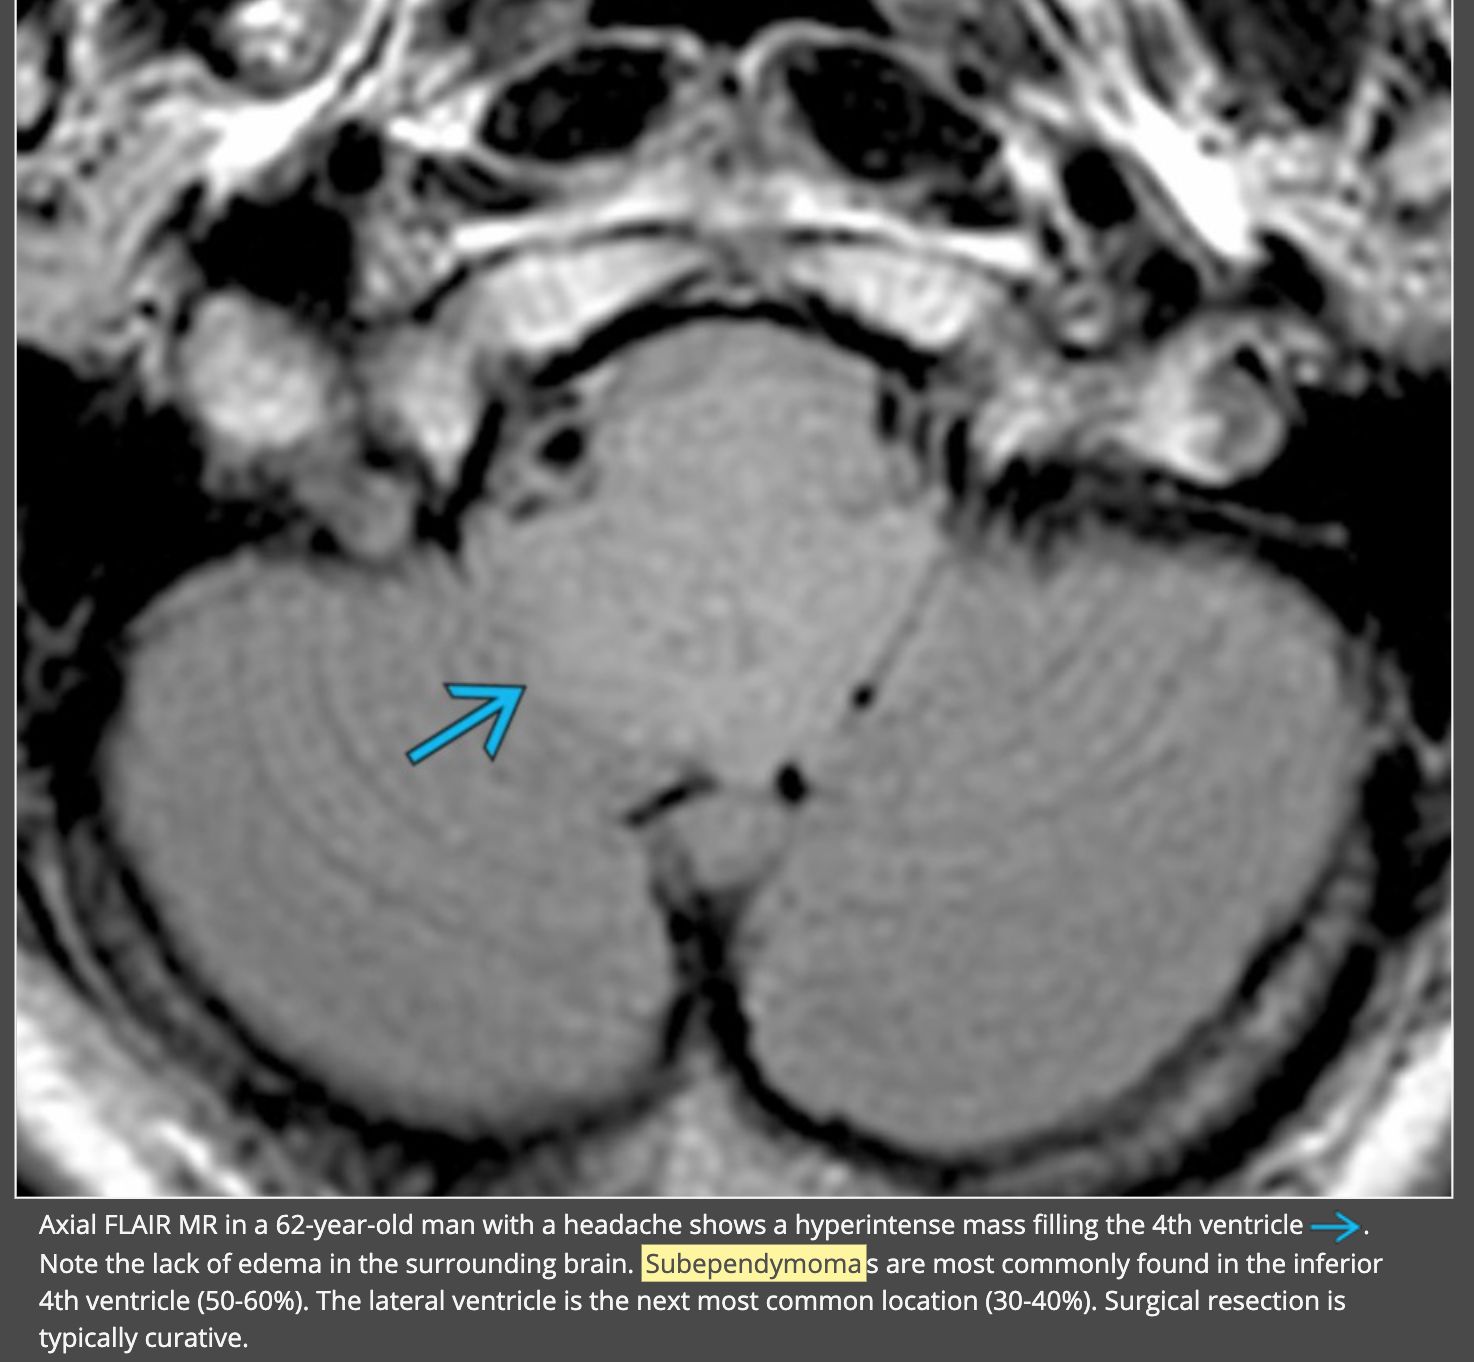 Axial FLAIR MR in a 62-year-old man with a headache shows a hyperintense mass filling the 4th ventricle.
Note the lack of edema in the surrounding brain. Subependymomas are most commonly found in the inferior
4th ventricle (50-60%). The lateral ventricle is the next most common location (30-40%). Surgical resection is
typically curative.